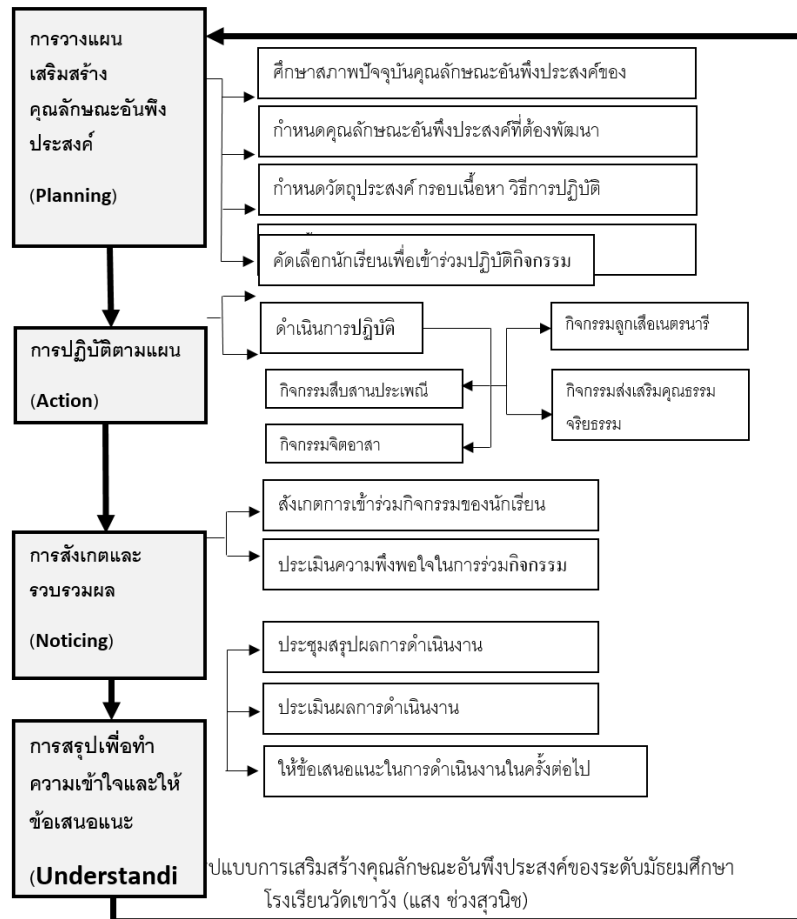 การวางแผน
เสริมสร้าง
คุณลักษณะอันพึง
ประสงค์
(Planning)
ศึกษาสภาพปัจจุบันคุณลักษณะอันพึงประสงค์ของ
กำหนดคุณลักษณะอันพึงประสงค์ที่ต้องพัฒนา
กำหนดวัตถุประสงค์ กรอบเนื้อหา วิธีการปฏิบัติ
คัดเลือกนักเรียนเพื่อเข้าร่วมปฏิบัติกิจกรรม
การปฏิบัติตามแผน
(Action)
ดำเนินการปฏิบัติ
กิจกรรมลูกเสือเนตรนารี
กิจกรรมสืบสานประเพณี
กิจกรรมส่งเสริมคุณธรรม
จริยธรรม
กิจกรรมจิตอาสา
การสังเกตและ
รวบรวมผล
(Noticing)
สังเกตการเข้าร่วมกิจกรรมของนักเรียน
ประเมินความพึงพอใจในการร่วมกิจกรรม
ประชุมสรุปผลการดำเนินงาน
ประเมินผลการดำเนินงาน
ให้ข้อเสนอแนะในการดำเนินงานในครั้งต่อไป
การสรุปเพื่อทำ
ความเข้าใจและให้
ข้อเสนอแนะ
(Understandi
ปแบบการเสริมสร้างคุณลักษณะอันพึงประสงค์ของระดับมัธยมศึกษา
โรงเรียนวัดเขาวัง (แสง ช่วงสุวนิช)